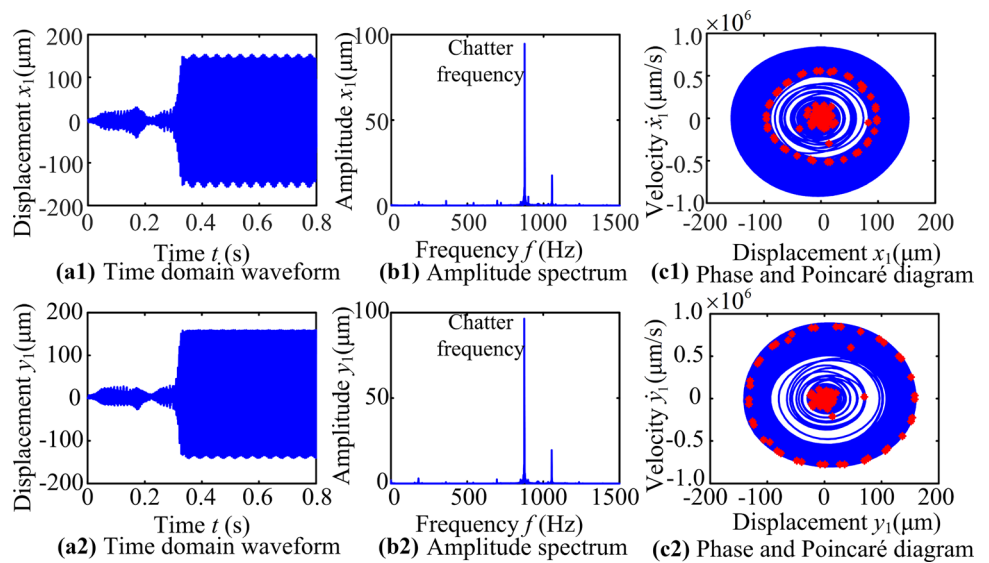 200
100
0
-100
-200
0
0.2
0.4
0.6
0.8
Displacement x₁(μm)
Time t (s)
(a1) Time domain waveform
100
50
0
0
500
1000
1500
Chatter
frequency
Amplitude x₁(μm)
Frequency f (Hz)
(b1) Amplitude spectrum
×10⁶
1.0
0.5
0
-0.5
-1.0
-200
-100
0
100
200
Velocity ẋ₁(μm/s)
Displacement x₁(μm)
(c1) Phase and Poincaré diagram
200
100
0
-100
-200
0
0.2
0.4
0.6
0.8
Displacement y₁(μm)
Time t (s)
(a2) Time domain waveform
100
50
0
0
500
1000
1500
Chatter
frequency
Amplitude y₁(μm)
Frequency f (Hz)
(b2) Amplitude spectrum
×10⁶
1.0
0.5
0
-0.5
-1.0
-200
-100
0
100
200
Velocity ẏ₁(μm/s)
Displacement y₁(μm)
(c2) Phase and Poincaré diagram